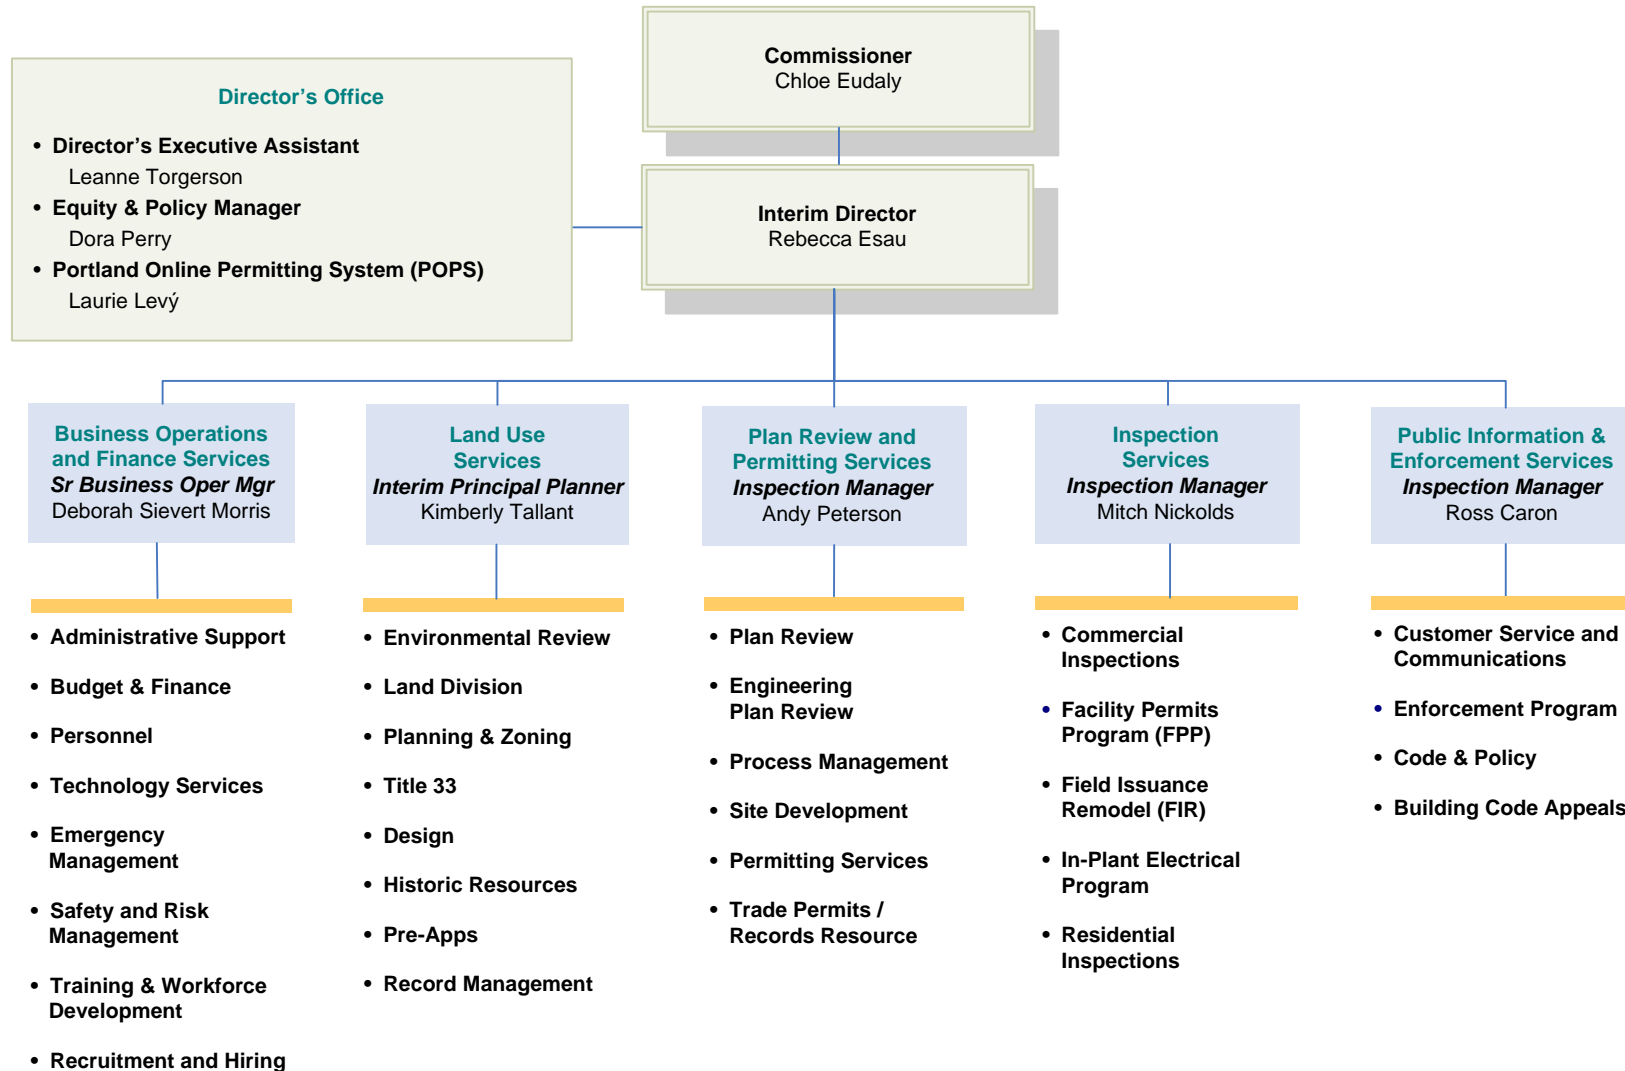 Commissioner
Chloe Eudaly
Director’s Office
• Director’s Executive Assistant
Leanne Torgerson
• Equity & Policy Manager
Dora Perry
• Portland Online Permitting System (POPS)
Laurie Levý
Interim Director
Rebecca Esau
Business Operations
and Finance Services
Sr Business Oper Mgr
Deborah Sievert Morris
Land Use
Services
Interim Principal Planner
Kimberly Tallant
Plan Review and
Permitting Services
Inspection Manager
Andy Peterson
Inspection
Services
Inspection Manager
Mitch Nickolds
Public Information &
Enforcement Services
Inspection Manager
Ross Caron
• Administrative Support
• Budget & Finance
• Personnel
• Technology Services
• Emergency
Management
• Safety and Risk
Management
• Training & Workforce
Development
• Recruitment and Hiring
• Environmental Review
• Land Division
• Planning & Zoning
• Title 33
• Design
• Historic Resources
• Pre-Apps
• Record Management
• Plan Review
• Engineering
Plan Review
• Process Management
• Site Development
• Permitting Services
• Trade Permits /
Records Resource
• Commercial
Inspections
• Facility Permits
Program (FPP)
• Field Issuance
Remodel (FIR)
• In-Plant Electrical
Program
• Residential
Inspections
• Customer Service and
Communications
• Enforcement Program
• Code & Policy
• Building Code Appeals